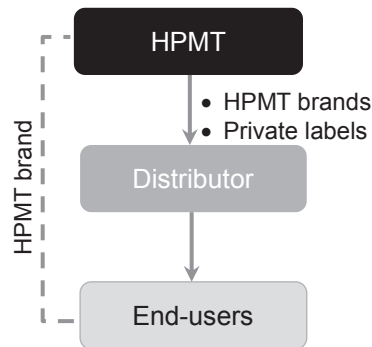 HPMT
• HPMT brands
• Private labels
HPMT brand
Distributor
End-users